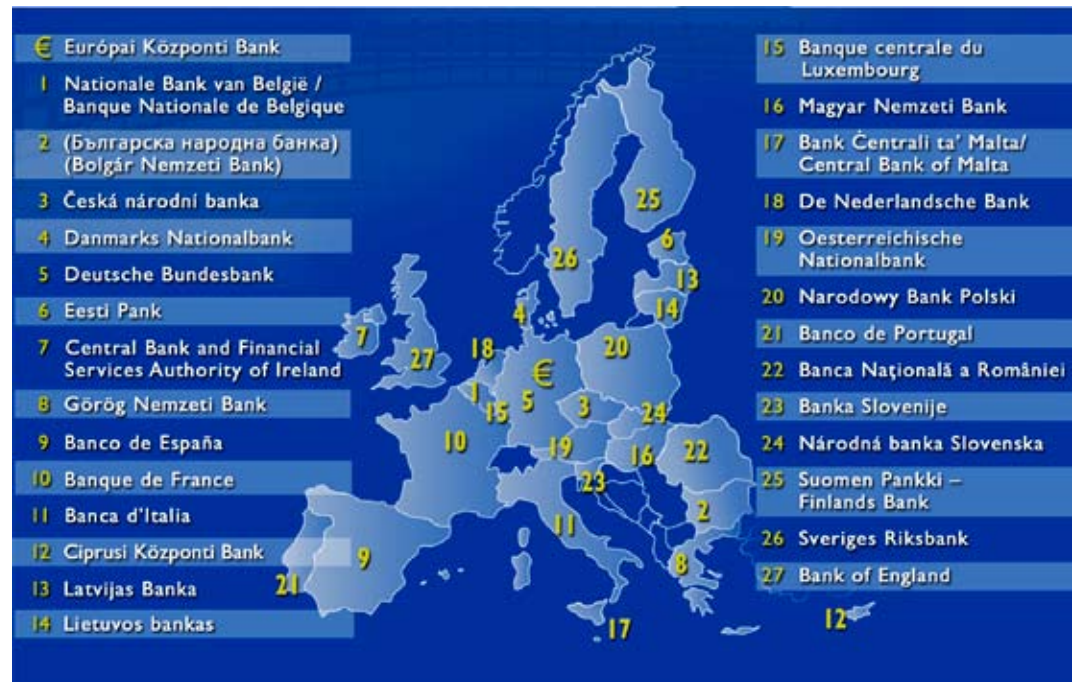 € Európai Központi Bank
1 Nationale Bank van België /
Banque Nationale de Belgique
2 (Българска народна банка)
(Bolgár Nemzeti Bank)
3 Česká národní banka
4 Danmarks Nationalbank
5 Deutsche Bundesbank
6 Eesti Pank
7 Central Bank and Financial
Services Authority of Ireland
8 Görög Nemzeti Bank
9 Banco de España
10 Banque de France
11 Banca d'Italia
12 Ciprusi Központi Bank
13 Latvijas Banka
14 Lietuvos bankas
25
6
26
13
14
4
7
27
18
20
€
1
5
15
3
24
10
19
16
22
23
2
11
9
8
21
17
12
15 Banque centrale du
Luxembourg
16 Magyar Nemzeti Bank
17 Bank Ċentrali ta' Malta/
Central Bank of Malta
18 De Nederlandsche Bank
19 Oesterreichische
Nationalbank
20 Narodowy Bank Polski
21 Banco de Portugal
22 Banca Naţională a României
23 Banka Slovenije
24 Národná banka Slovenska
25 Suomen Pankki –
Finlands Bank
26 Sveriges Riksbank
27 Bank of England